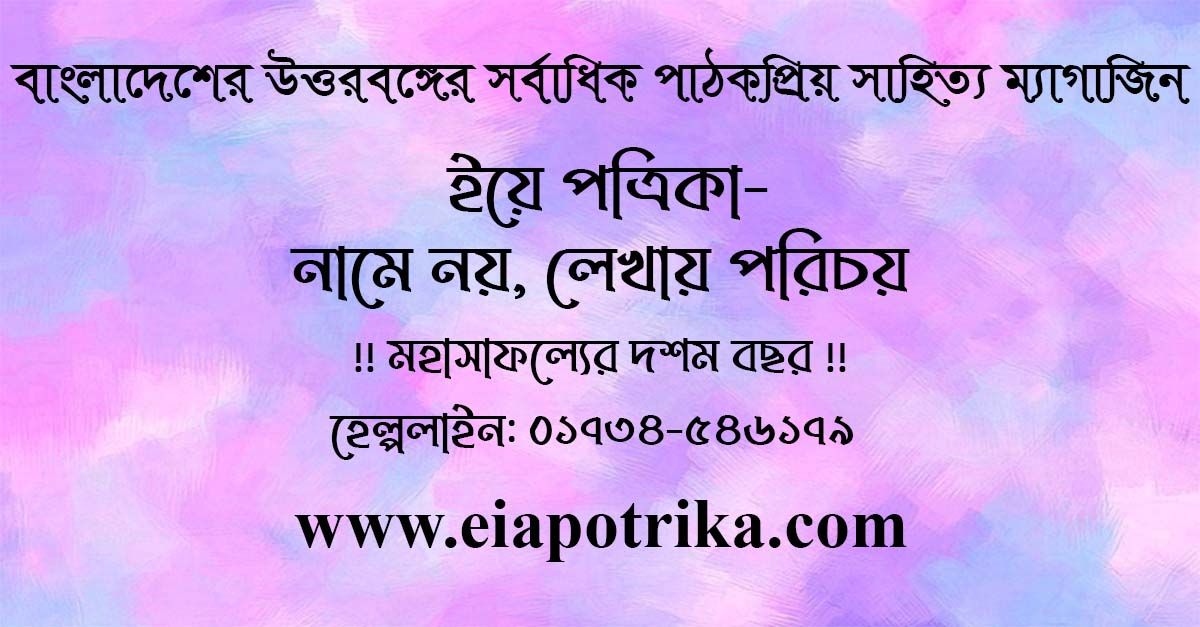 বাংলাদেশের উত্তরবঙ্গের সর্বাধিক পাঠকপ্রিয় সাহিত্য ম্যাগাজিন
ইয়ে পত্রিকা-
নামে নয়, লেখায় পরিচয়
!! মহাসাফল্যের দশম বছর !!
হেল্পলাইন: ০১৭৩৪-৫৪৬১৭৯
www.eiapotrika.com